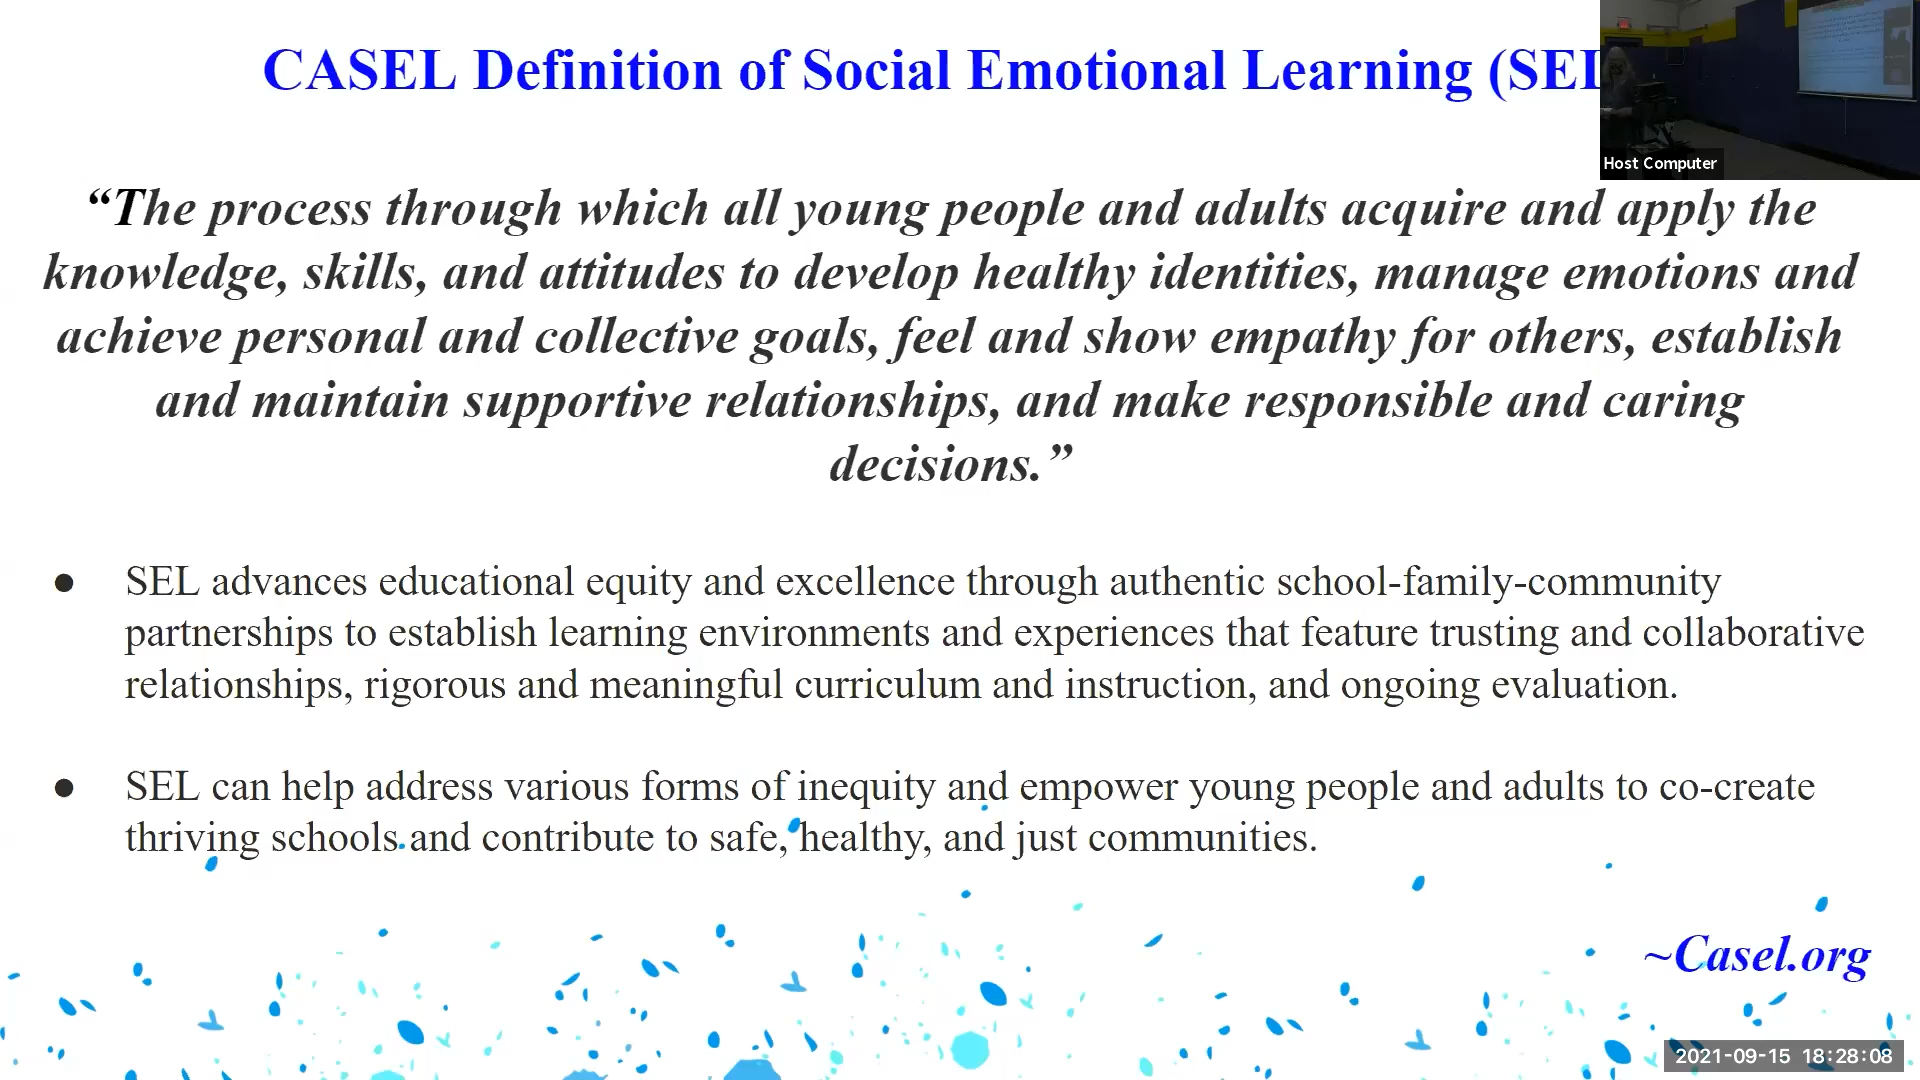 CASEL Definition of Social Emotional Learning (SEL
Host Computer
“The process through which all young people and adults acquire and apply the
knowledge, skills, and attitudes to develop healthy identities, manage emotions and
achieve personal and collective goals, feel and show empathy for others, establish
and maintain supportive relationships, and make responsible and caring
decisions.”
● SEL advances educational equity and excellence through authentic school-family-community
partnerships to establish learning environments and experiences that feature trusting and collaborative
relationships, rigorous and meaningful curriculum and instruction, and ongoing evaluation.
● SEL can help address various forms of inequity and empower young people and adults to co-create
thriving schools and contribute to safe, healthy, and just communities.
~Casel.org
2021-09-15 18:28:08